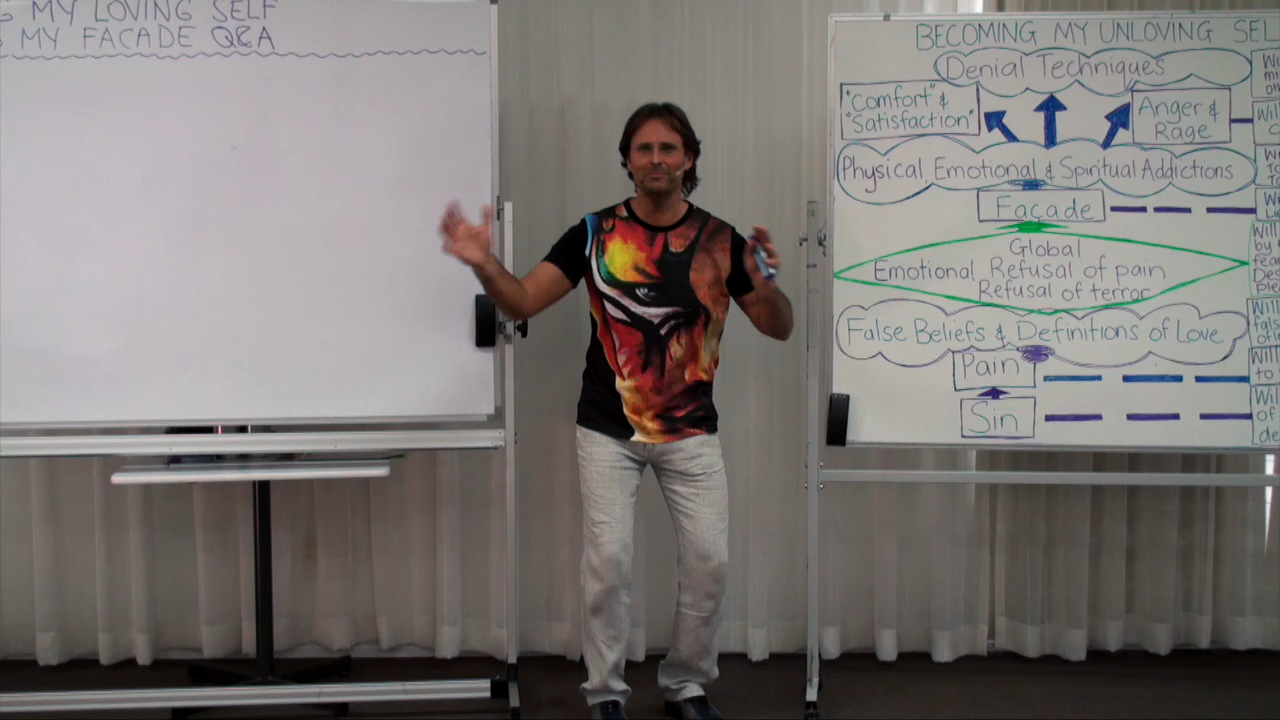 MY LOVING SELF
MY FACADE Q&A
BECOMING MY UNLOVING SEL
Denial Techniques
"Comfort" &
"Satisfaction"
Anger &
Rage
Physical Emotional & Spiritual Addictions
Façade
Global
Emotional Refusal of pain
Refusal of terror
False Beliefs & Definitions of Love
Pain
Sin